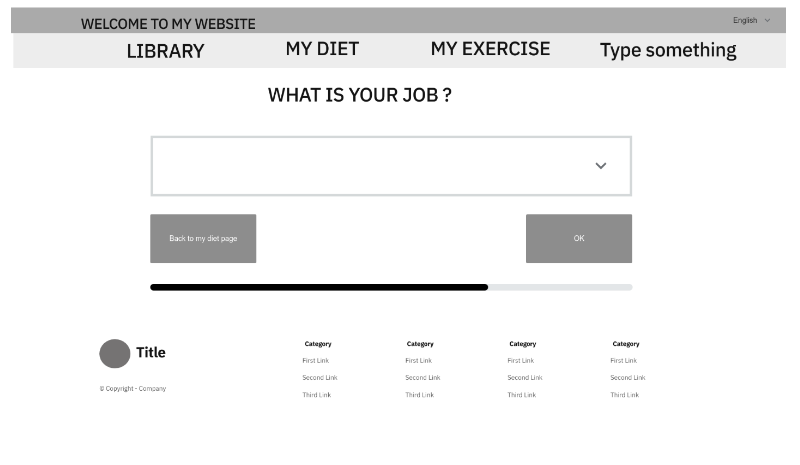 WELCOME TO MY WEBSITE
English
LIBRARY
MY DIET
MY EXERCISE
Type something
WHAT IS YOUR JOB ?
Back to my diet page
OK
Title
© Copyright - Company
Category
First Link
Second Link
Third Link
Category
First Link
Second Link
Third Link
Category
First Link
Second Link
Third Link
Category
First Link
Second Link
Third Link